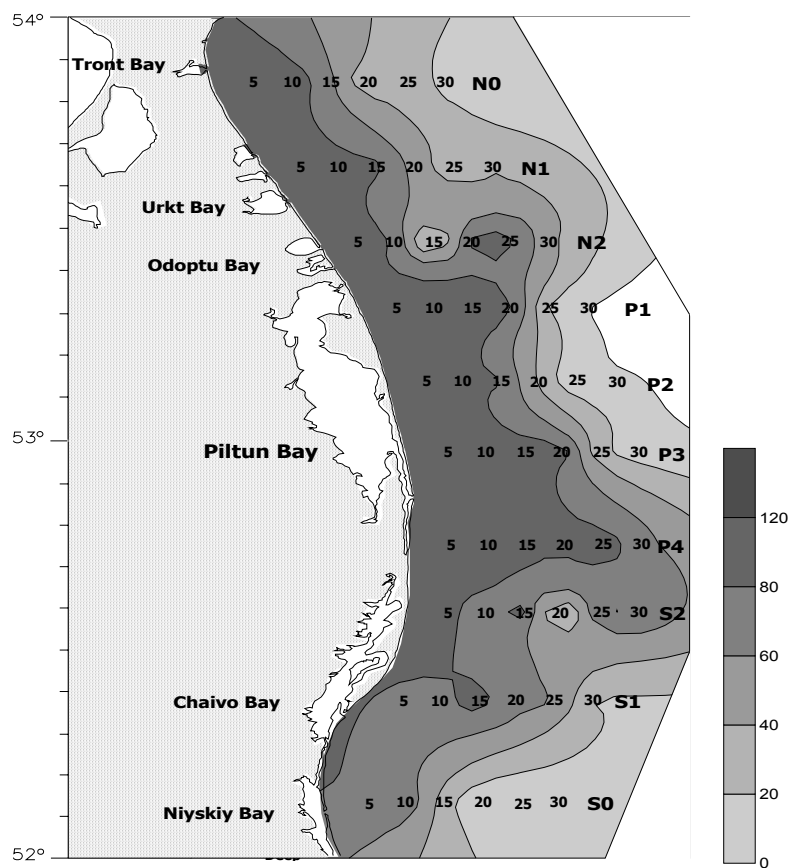 54°
Tront Bay
5 10 15 20 25 30 N0
5 10 15 20 25 30 N1
Urkt Bay
5 10 15 20 25 30 N2
Odoptu Bay
5 10 15 20 25 30 P1
5 10 15 20 25 30 P2
53°
Piltun Bay
5 10 15 20 25 30 P3
120
5 10 15 20 25 30 P4
80
5 10 15 20 25 30 S2
60
Chaivo Bay
5 10 15 20 25 30 S1
40
Niyskiy Bay
5 10 15 20 25 30 S0
20
52°
0